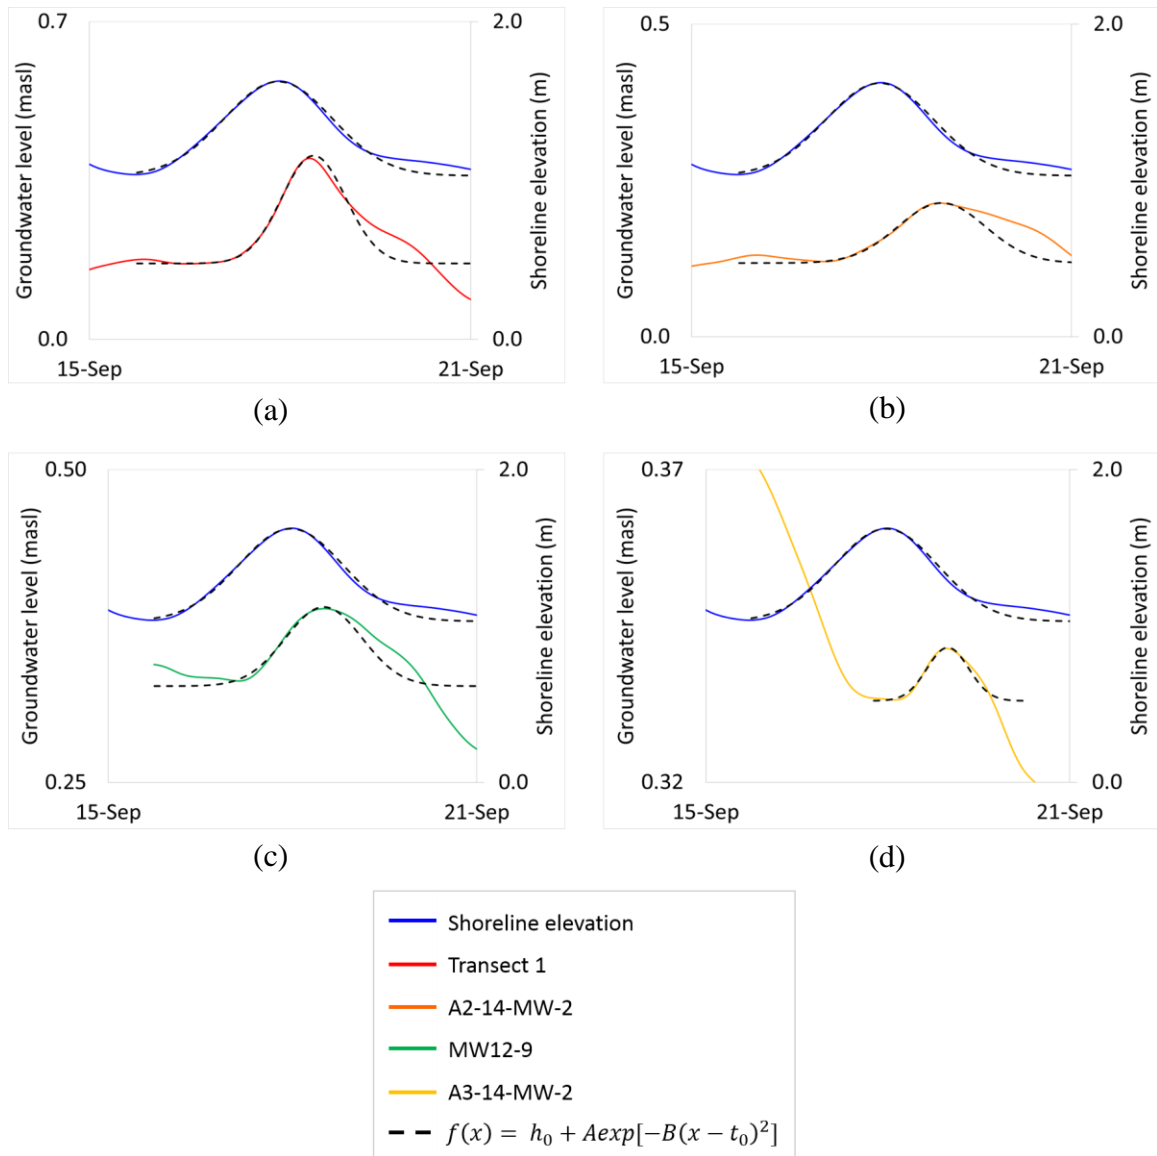 0.7
2.0
Groundwater level (masl)
Shoreline elevation (m)
0.0
0.0
15-Sep
21-Sep
(a)
0.5
2.0
Groundwater level (masl)
Shoreline elevation (m)
0.0
0.0
15-Sep
21-Sep
(b)
0.50
2.0
Groundwater level (masl)
Shoreline elevation (m)
0.25
0.0
15-Sep
21-Sep
(c)
0.37
2.0
Groundwater level (masl)
Shoreline elevation (m)
0.32
0.0
15-Sep
21-Sep
(d)
Shoreline elevation
Transect 1
A2-14-MW-2
MW12-9
A3-14-MW-2
f(x) = h₀ + Aexp[−B(x − t₀)²]